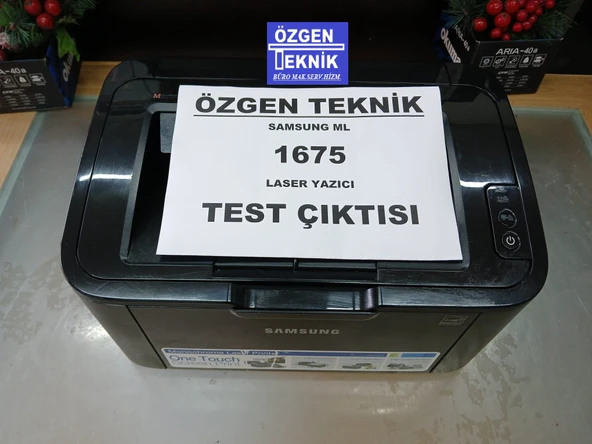 ÖZGEN
TEKNİK
BÜRO MAK.SERV.HİZM.
ARIA-40a
ARIA-40a
ÖZGEN TEKNİK
SAMSUNG ML
1675
LASER YAZICI
TEST ÇIKTISI
SAMSUNG
One Touch